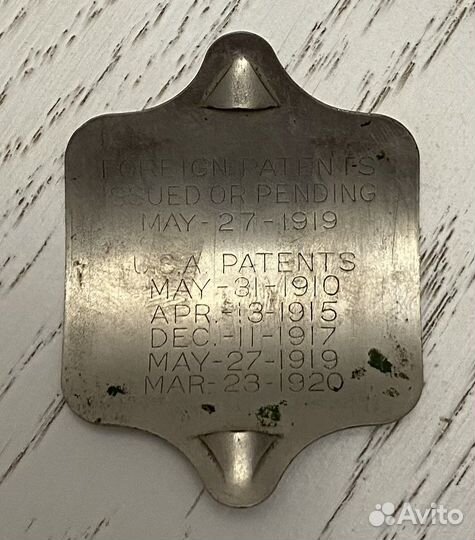 FOREIGN PATENTS
ISSUED OR PENDING
MAY-27-1919
U.S.A. PATENTS
MAY-31-1910
APR.-13-1915
DEC.-11-1917
MAY-27-1919
MAR-23-1920
Avito